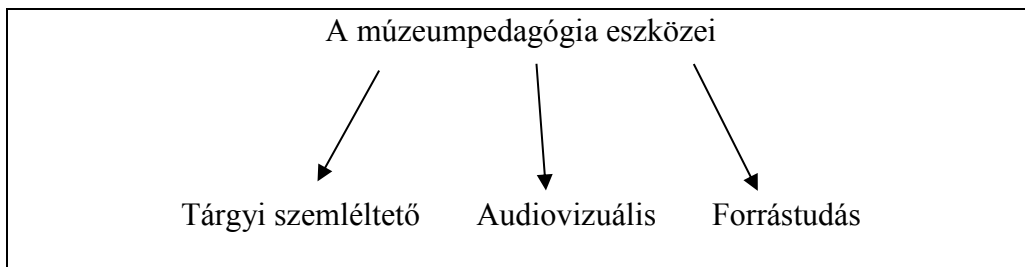 A múzeumpedagógia eszközei
Tárgyi szemléltető Audiovizuális Forrástudás